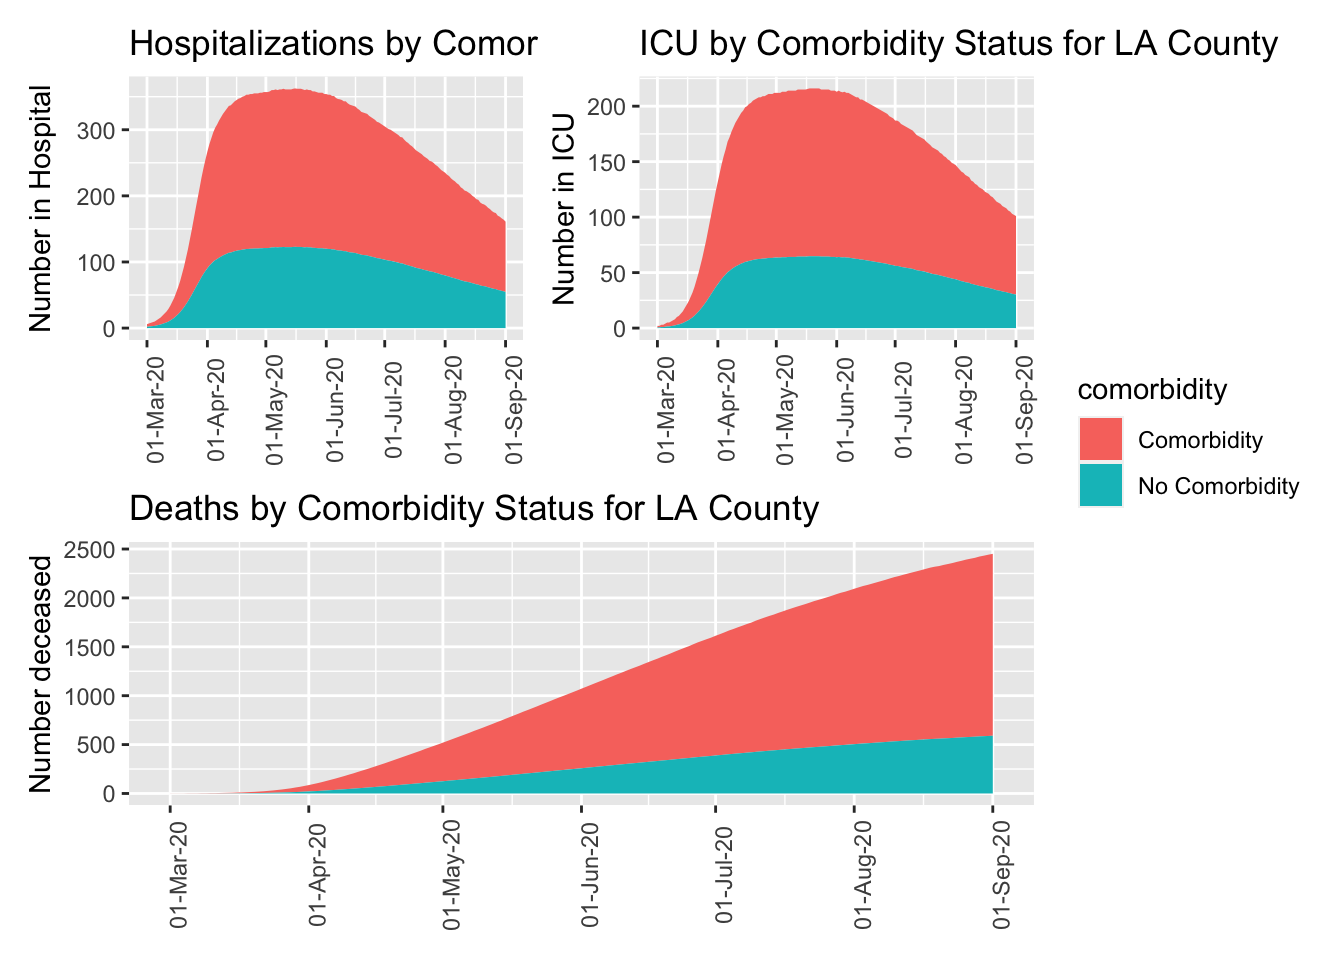 Hospitalizations by Comor
Number in Hospital
300
200
100
0
01-Mar-20
01-Apr-20
01-May-20
01-Jun-20
01-Jul-20
01-Aug-20
01-Sep-20
ICU by Comorbidity Status for LA County
Number in ICU
200
150
100
50
0
01-Mar-20
01-Apr-20
01-May-20
01-Jun-20
01-Jul-20
01-Aug-20
01-Sep-20
comorbidity
Comorbidity
No Comorbidity
Deaths by Comorbidity Status for LA County
Number deceased
2500
2000
1500
1000
500
0
01-Mar-20
01-Apr-20
01-May-20
01-Jun-20
01-Jul-20
01-Aug-20
01-Sep-20